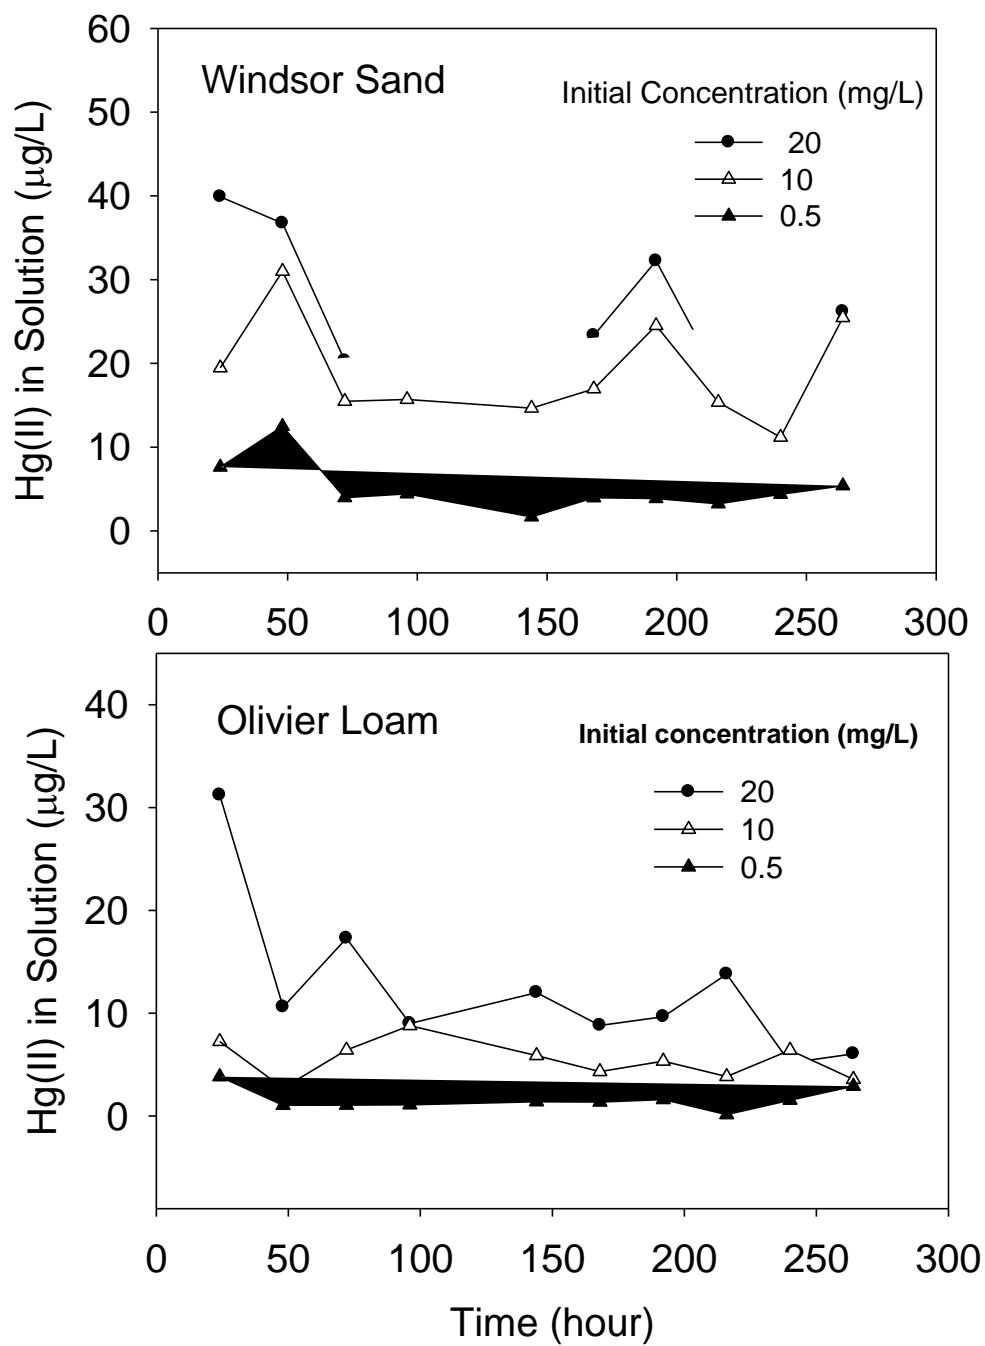 60
50
40
30
20
10
0
Hg(II) in Solution (μg/L)
Windsor Sand
Initial Concentration (mg/L)
20
10
0.5
0 50 100 150 200 250 300
40
30
20
10
0
Hg(II) in Solution (μg/L)
Olivier Loam
Initial concentration (mg/L)
20
10
0.5
0 50 100 150 200 250 300
Time (hour)